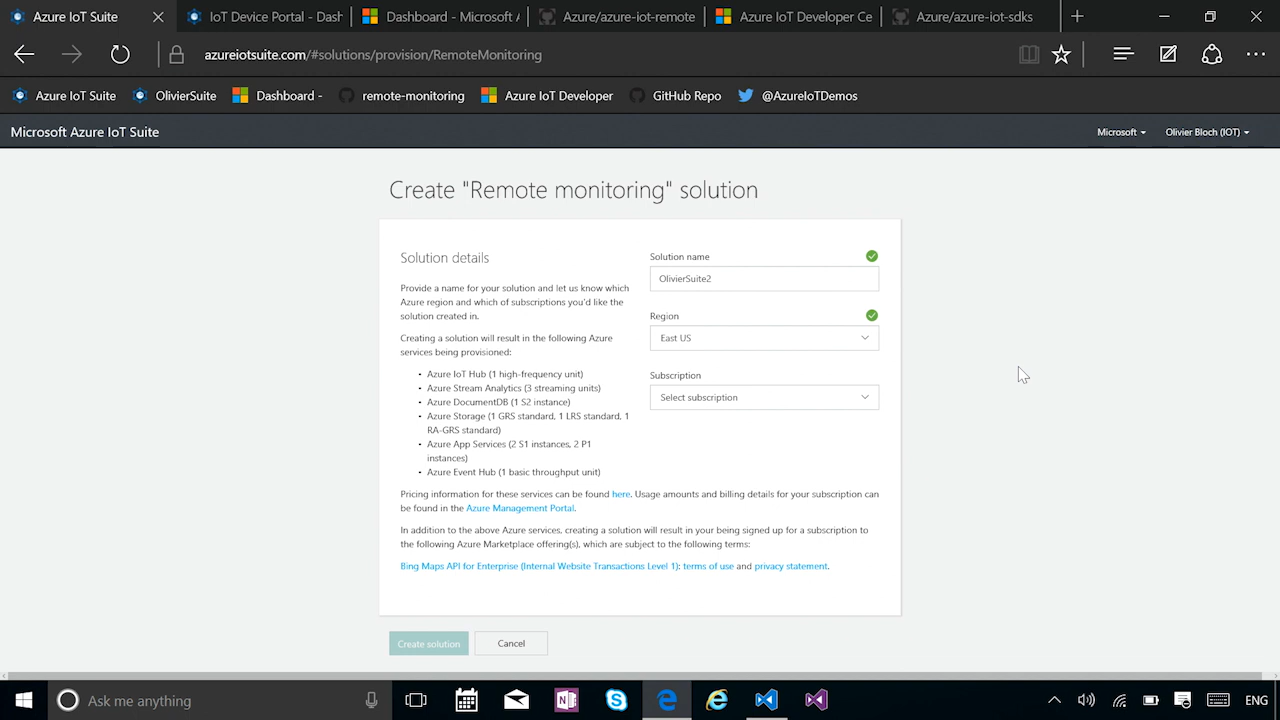 Azure IoT Suite
IoT Device Portal - Dash
Dashboard - Microsoft A
Azure/azure-iot-remote
Azure IoT Developer Ce
Azure/azure-iot-sdks
azureiotsuite.com/#solutions/provision/RemoteMonitoring
Azure IoT Suite
OlivierSuite
Dashboard -
remote-monitoring
Azure IoT Developer
GitHub Repo
@AzureIoTDemos
Microsoft Azure IoT Suite
Microsoft
Olivier Bloch (IOT)
Create "Remote monitoring" solution
Solution details
Provide a name for your solution and let us know which
Azure region and which of subscriptions you'd like the
solution created in.
Creating a solution will result in the following Azure
services being provisioned:
• Azure IoT Hub (1 high-frequency unit)
• Azure Stream Analytics (3 streaming units)
• Azure DocumentDB (1 S2 instance)
• Azure Storage (1 GRS standard, 1 LRS standard, 1
RA-GRS standard)
• Azure App Services (2 S1 instances, 2 P1
instances)
• Azure Event Hub (1 basic throughput unit)
Solution name
OlivierSuite2
Region
East US
Subscription
Select subscription
Pricing information for these services can be found here. Usage amounts and billing details for your subscription can
be found in the Azure Management Portal.
In addition to the above Azure services, creating a solution will result in your being signed up for a subscription to
the following Azure Marketplace offering(s), which are subject to the following terms:
Bing Maps API for Enterprise (Internal Website Transactions Level 1): terms of use and privacy statement.
Create solution
Cancel
Ask me anything
ENG